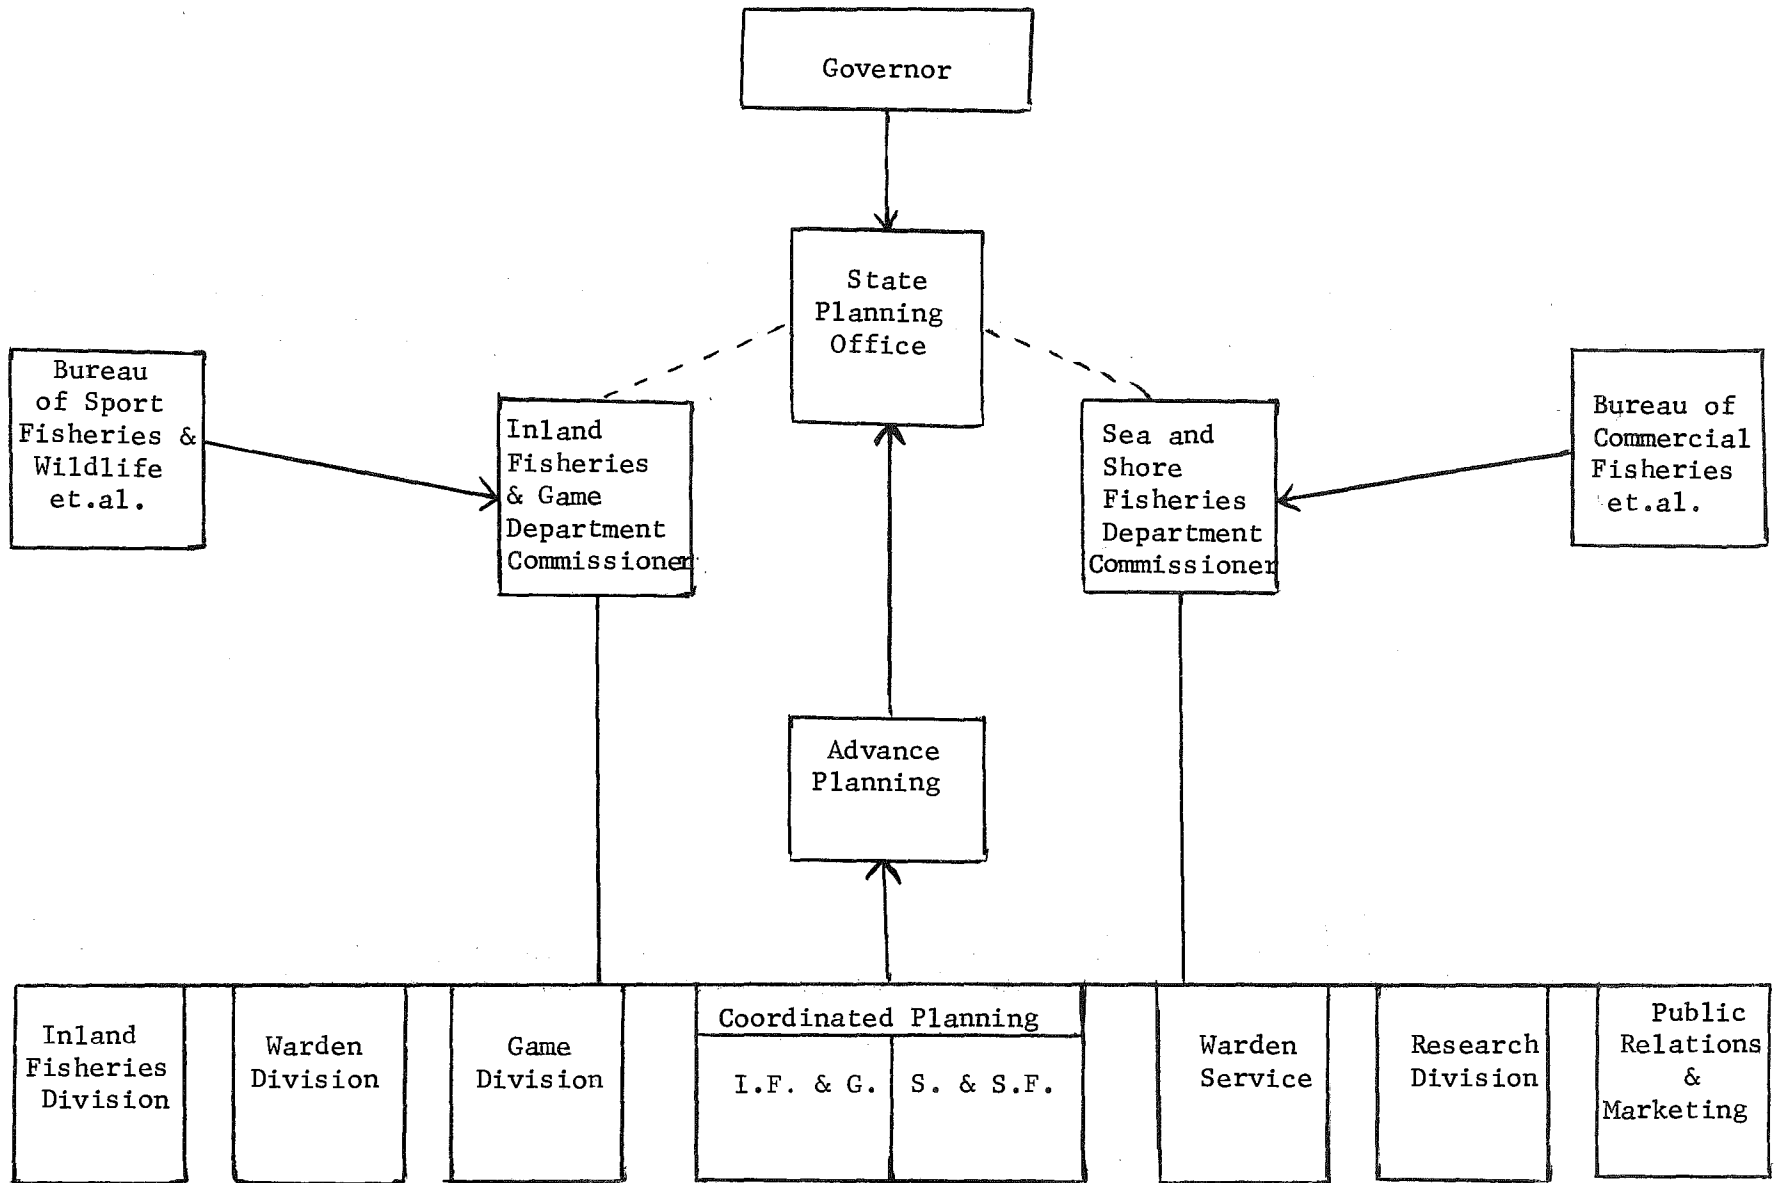 Governor
State
Planning
Office
Bureau
of Sport
Fisheries &
Wildlife
et.al.
Inland
Fisheries
& Game
Department
Commissioner
Sea and
Shore
Fisheries
Department
Commissioner
Bureau of
Commercial
Fisheries
et.al.
Advance
Planning
Inland
Fisheries
Division
Warden
Division
Game
Division
Coordinated Planning
I.F. & G.
S. & S.F.
Warden
Service
Research
Division
Public
Relations
&
Marketing